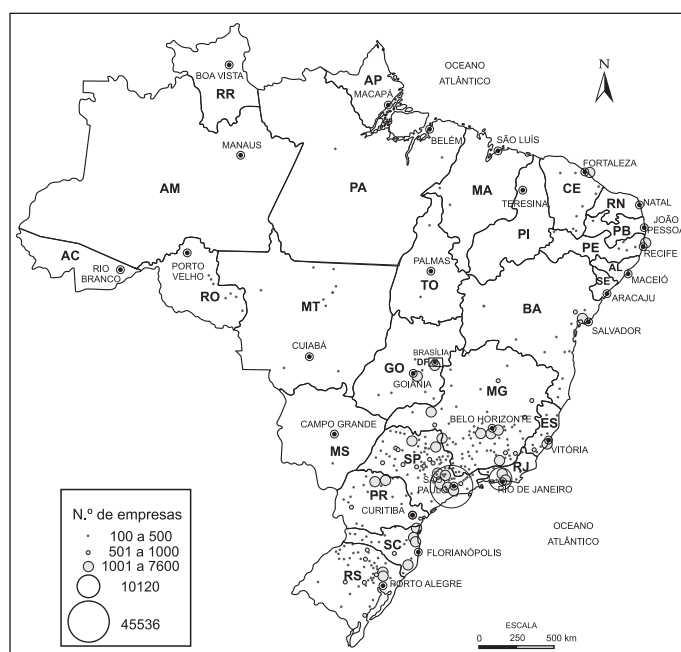 OCEANO
ATLÂNTICO
N
BOA VISTA
RR
AP
MACAPÁ
MANAUS
BELÉM
SÃO LUÍS
FORTALEZA
AM
PA
MA
CE
TERESINA
RN
NATAL
PB
JOÃO
PESSOA
PI
PE
RECIFE
AC
RIO
BRANCO
PORTO
VELHO
RO
PALMAS
TO
AL
MACEIÓ
SE
ARACAJU
MT
BA
SALVADOR
CUIABÁ
GO
BRASÍLIA
DF
GOIÂNIA
MG
CAMPO GRANDE
MS
BELO HORIZONTE
ES
VITÓRIA
SP
SÃO
PAULO
RJ
RIO DE JANEIRO
PR
CURITIBA
SC
FLORIANÓPOLIS
RS
PORTO ALEGRE
OCEANO
ATLÂNTICO
N.º de empresas
100 a 500
501 a 1000
1001 a 7600
10120
45536
ESCALA
0 250 500 km